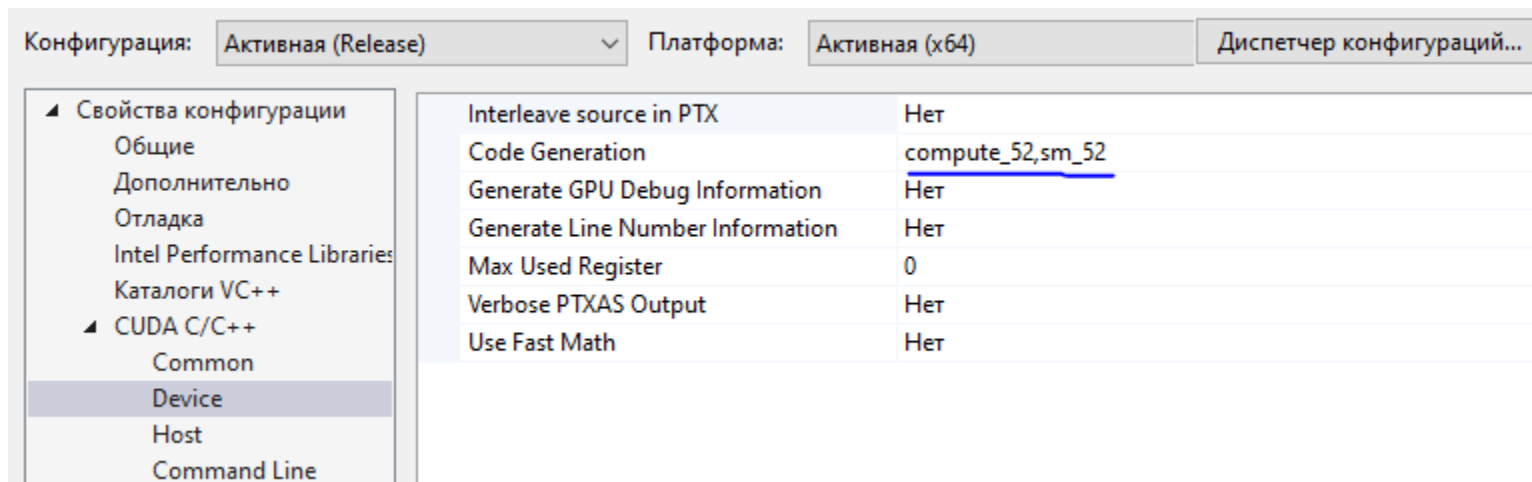 Конфигурация: Активная (Release) Платформа: Активная (x64) Диспетчер конфигураций...
Свойства конфигурации
Общие
Дополнительно
Отладка
Intel Performance Libraries
Каталоги VC++
CUDA C/C++
Common
Device
Host
Command Line
Interleave source in PTX Нет
Code Generation compute_52,sm_52
Generate GPU Debug Information Нет
Generate Line Number Information Нет
Max Used Register 0
Verbose PTXAS Output Нет
Use Fast Math Нет